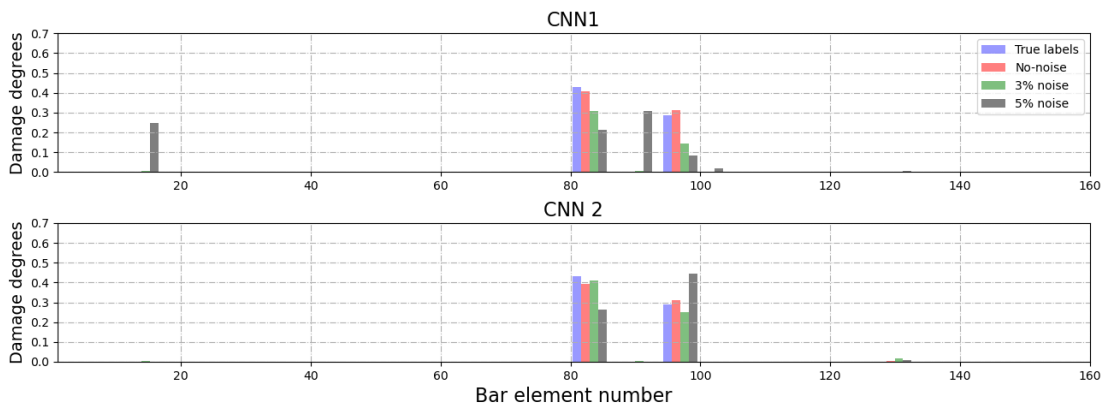 CNN1
Damage degrees
0.7
0.6
0.5
0.4
0.3
0.2
0.1
0.0
True labels
No-noise
3% noise
5% noise
20 40 60 80 100 120 140 160
CNN 2
Damage degrees
0.7
0.6
0.5
0.4
0.3
0.2
0.1
0.0
20 40 60 80 100 120 140 160
Bar element number